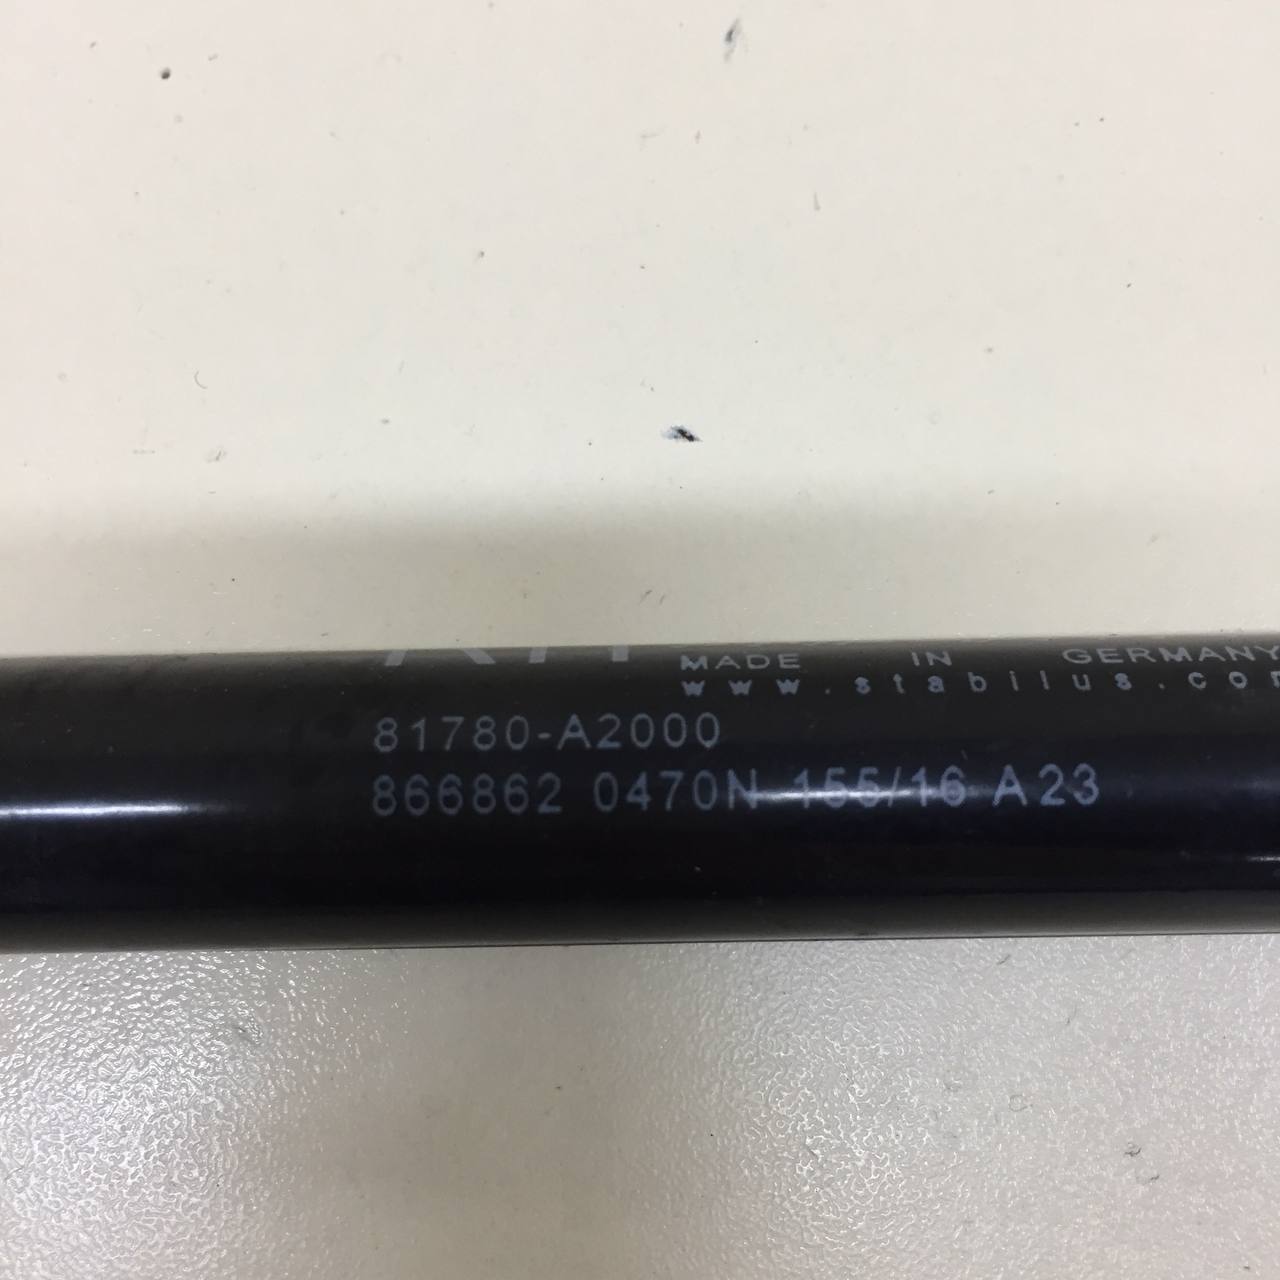 MADE IN GERMANY
www.stabilus.co
81780-A2000
866862 0470N 155/16 A23